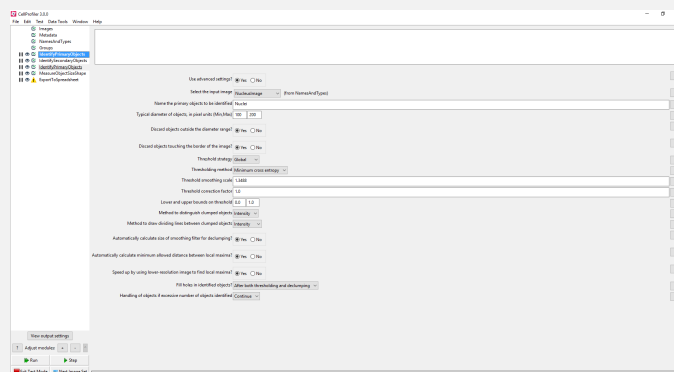 CellProfiler 3.0.0
File Edit Test Data Tools Window Help
Images
Metadata
NamesAndTypes
Groups
IdentifyPrimaryObjects
IdentifySecondaryObjects
IdentifyPrimaryObjects
MeasureObjectSizeShape
ExportToSpreadsheet
Use advanced settings? Yes No
Select the input image NucleusImage (from NamesAndTypes)
Name the primary objects to be identified Nuclei
Typical diameter of objects, in pixel units (Min,Max) 100 200
Discard objects outside the diameter range? Yes No
Discard objects touching the border of the image? Yes No
Threshold strategy Global
Thresholding method Minimum cross entropy
Threshold smoothing scale 1.3488
Threshold correction factor 1.0
Lower and upper bounds on threshold 0.0 1.0
Method to distinguish clumped objects Intensity
Method to draw dividing lines between clumped objects Intensity
Automatically calculate size of smoothing filter for declumping? Yes No
Automatically calculate minimum allowed distance between local maxima? Yes No
Speed up by using lower-resolution image to find local maxima? Yes No
Fill holes in identified objects? After both thresholding and declumping
Handling of objects if excessive number of objects identified Continue
View output settings
? Adjust modules: + -
Run Step
Exit Test Mode Next Image Set